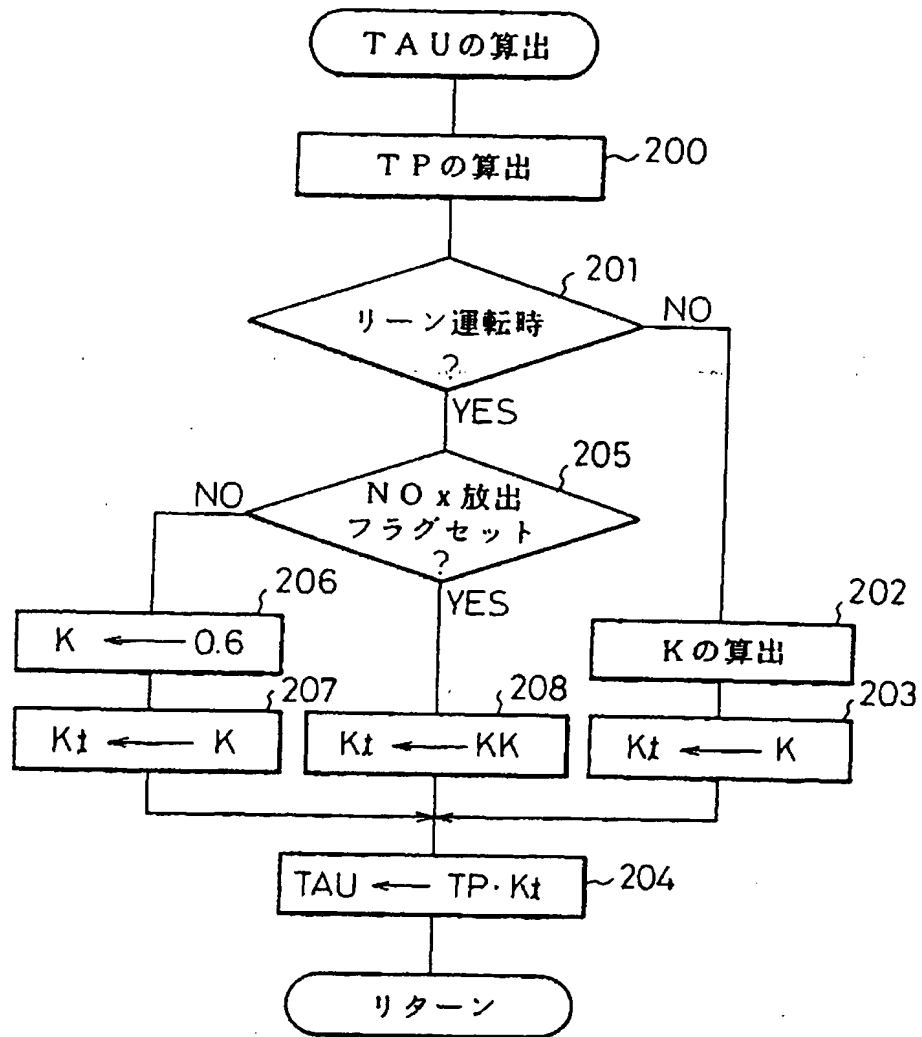 TAUの算出
TPの算出
200
201
リーン運転時
?
NO
YES
205
NOx放出
フラグセット
?
NO
YES
206
K ← 0.6
202
Kの算出
207
Kt ← K
208
Kt ← KK
203
Kt ← K
TAU ← TP・Kt
204
リターン